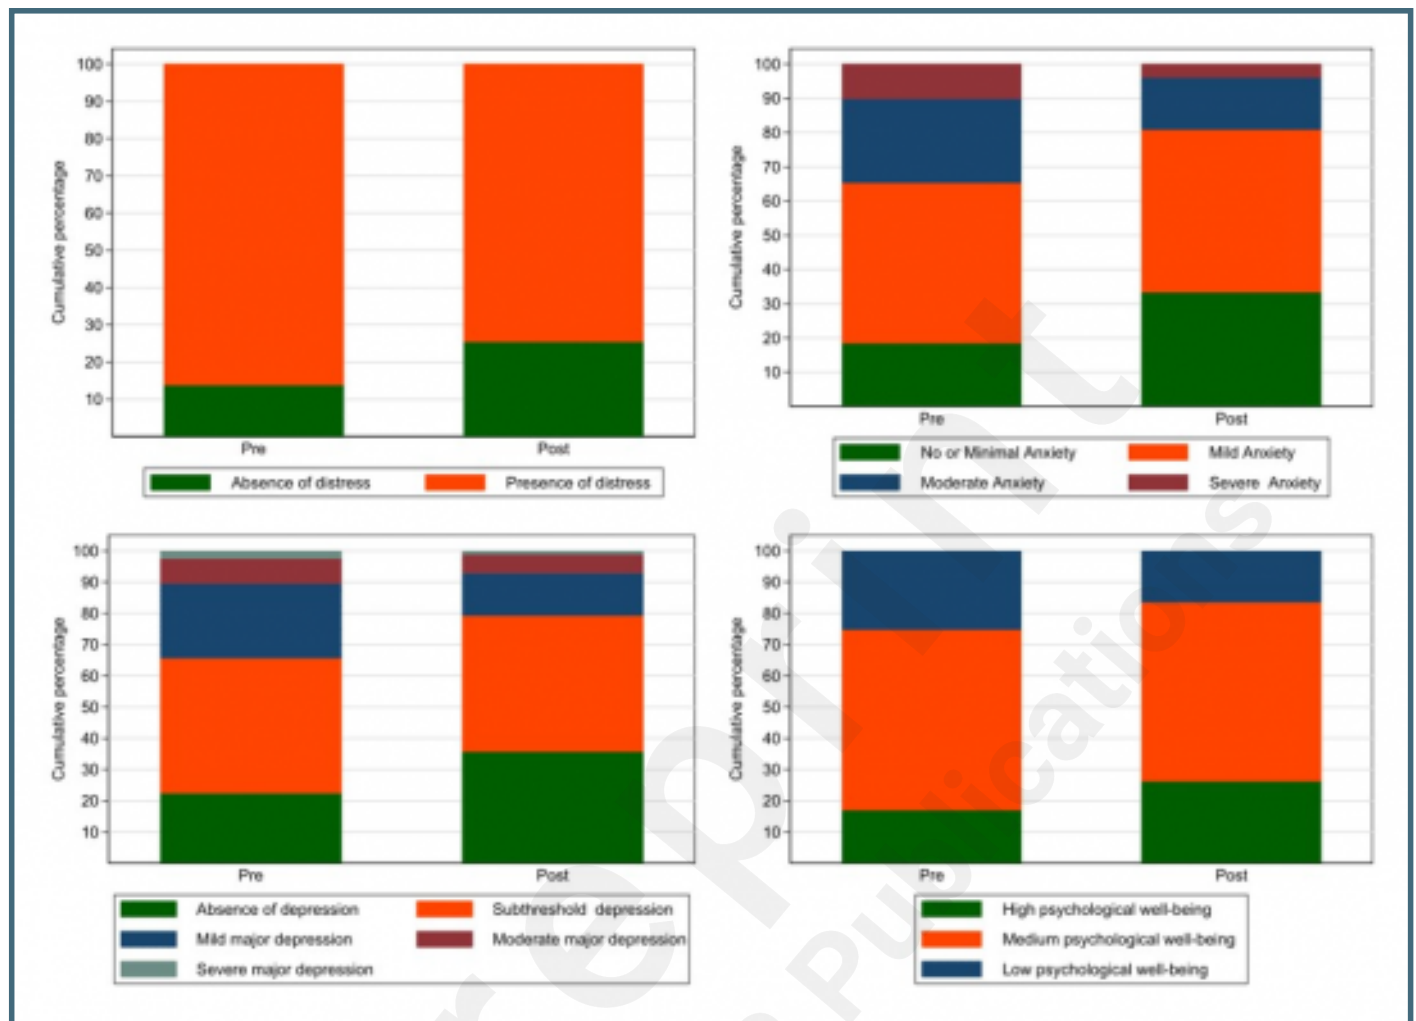 100
90
80
70
60
50
40
30
20
10
Cumulative percentage
Pre Post
Absence of distress Presence of distress
100
90
80
70
60
50
40
30
20
10
Cumulative percentage
Pre Post
No or Minimal Anxiety Mild Anxiety
Moderate Anxiety Severe Anxiety
100
90
80
70
60
50
40
30
20
10
Cumulative percentage
Pre Post
Absence of depression Subthreshold depression
Mild major depression Moderate major depression
Severe major depression
100
90
80
70
60
50
40
30
20
10
Cumulative percentage
Pre Post
High psychological well-being
Medium psychological well-being
Low psychological well-being
Publications